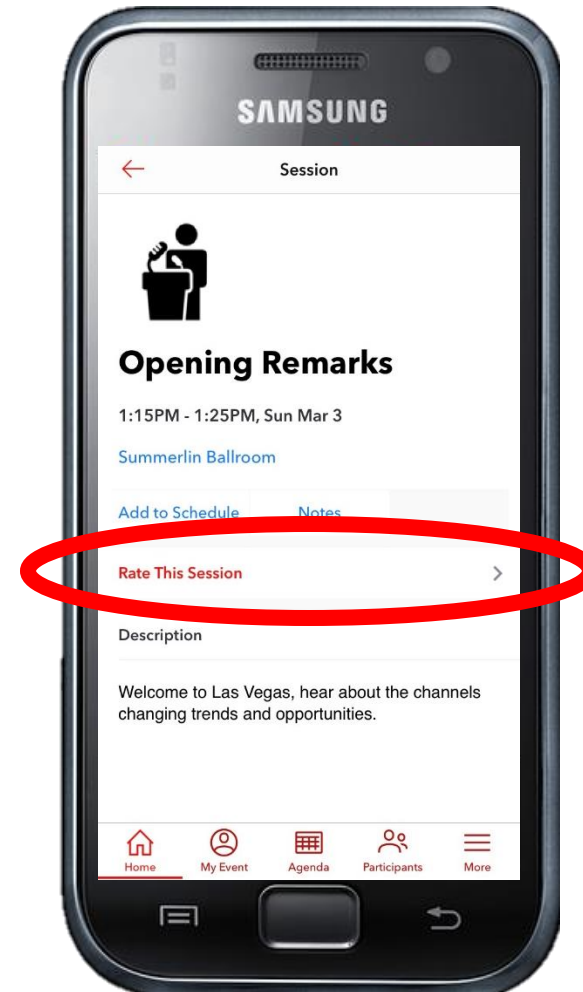 SAMSUNG
Session
Opening Remarks
1:15PM - 1:25PM, Sun Mar 3
Summerlin Ballroom
Add to Schedule Notes
Rate This Session
Description
Welcome to Las Vegas, hear about the channels
changing trends and opportunities.
Home My Event Agenda Participants More